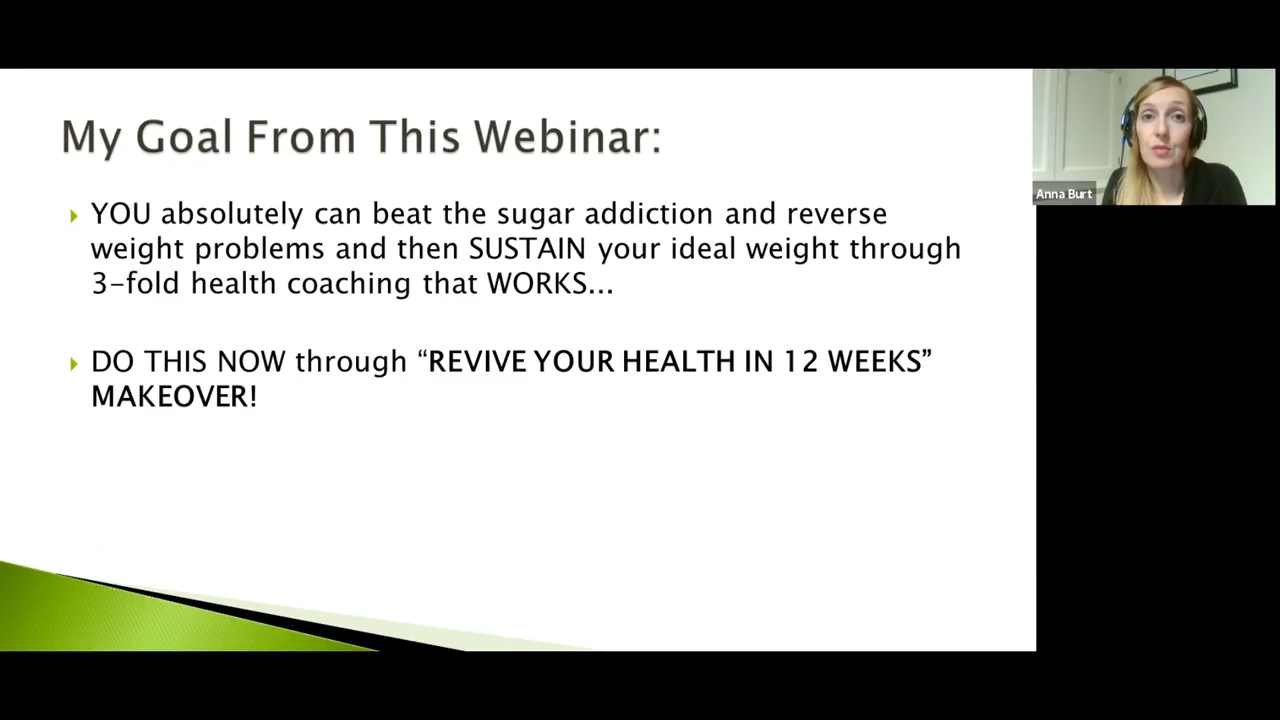 My Goal From This Webinar:
YOU absolutely can beat the sugar addiction and reverse
weight problems and then SUSTAIN your ideal weight through
3-fold health coaching that WORKS...
DO THIS NOW through “REVIVE YOUR HEALTH IN 12 WEEKS”
MAKEOVER!
Anna Burt